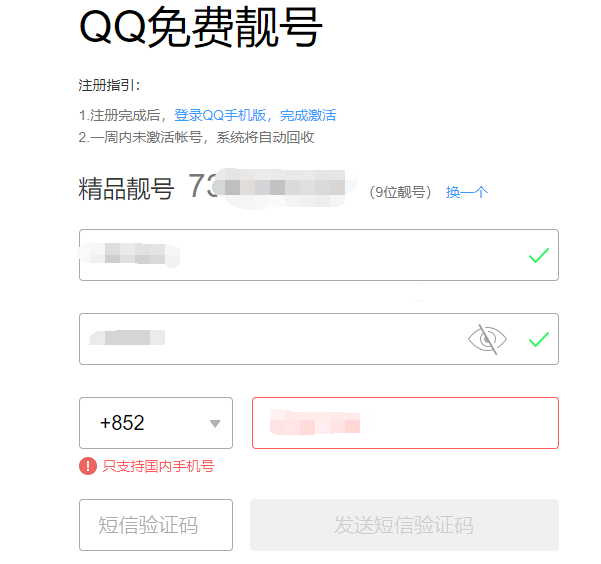 QQ免费靓号
注册指引：
1.注册完成后，登录QQ手机版，完成激活
2.一周内未激活帐号，系统将自动回收
精品靓号 73 （9位靓号） 换一个
+852
只支持国内手机号
短信验证码 发送短信验证码